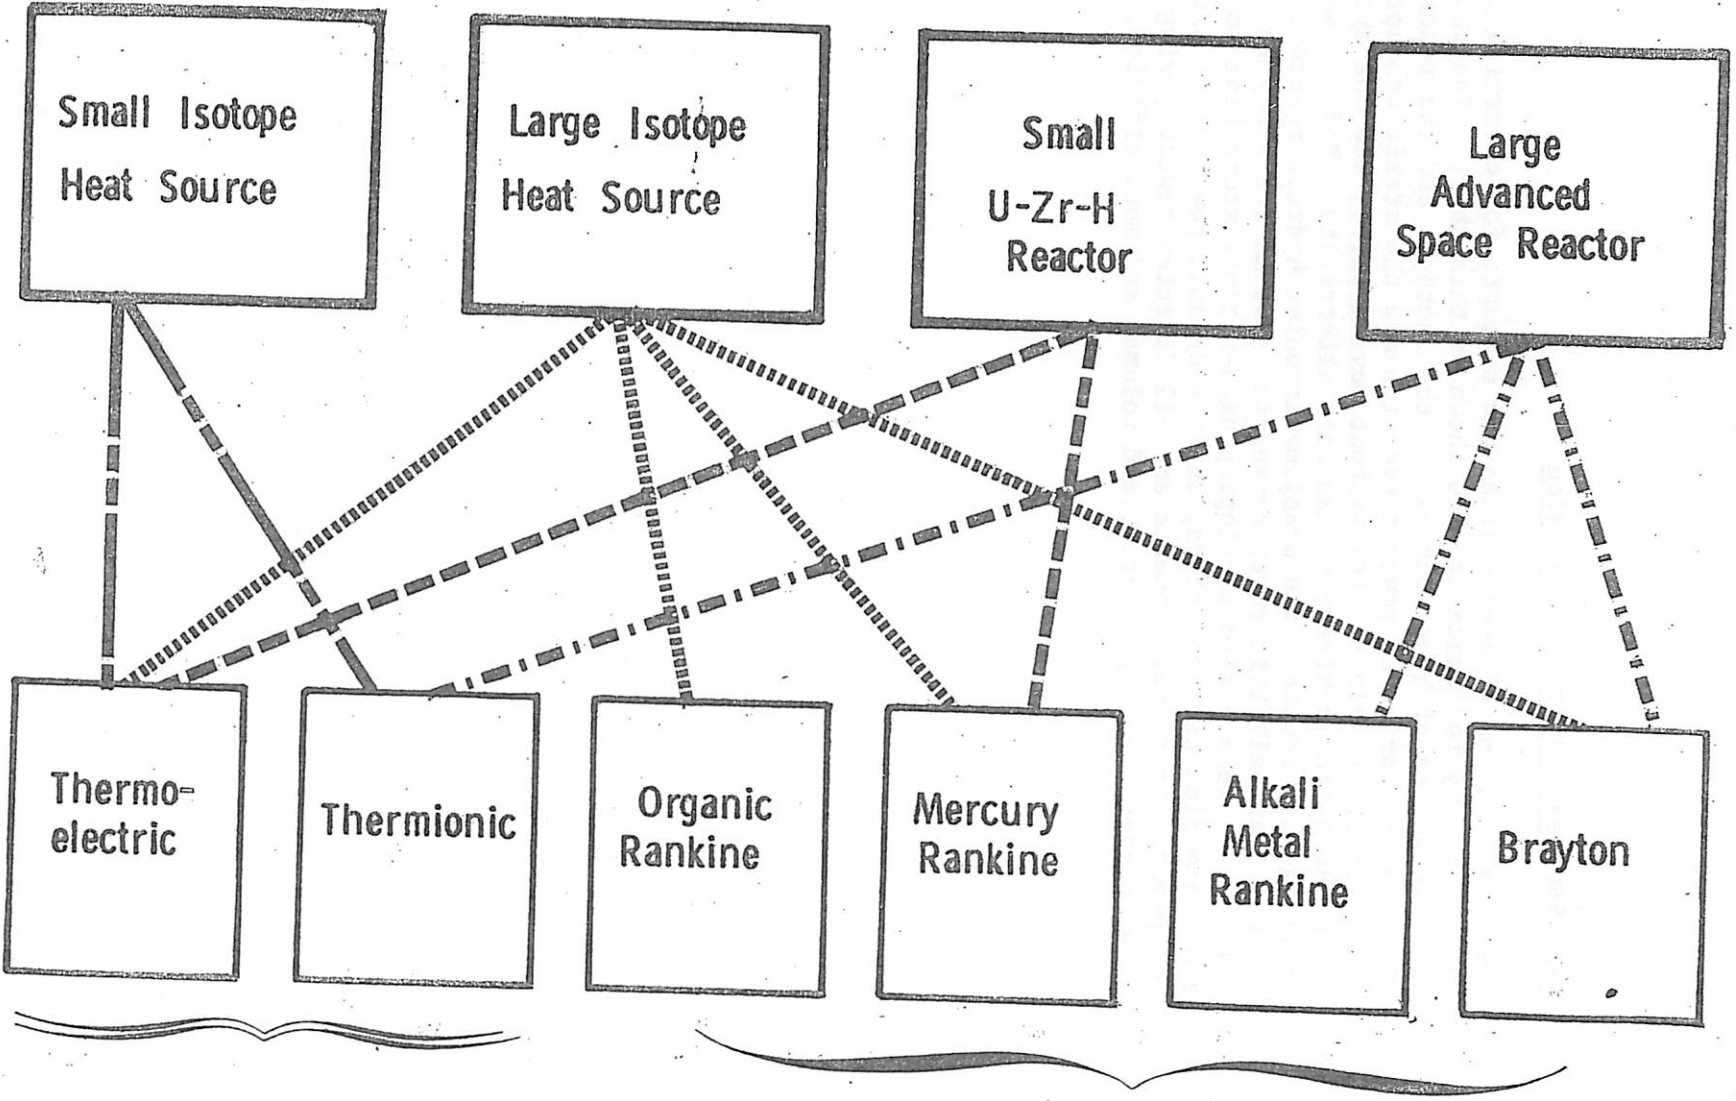 Small Isotope
Heat Source
Large Isotope
Heat Source
Small
U-Zr-H
Reactor
Large
Advanced
Space Reactor
Thermo-
electric
Thermionic
Organic
Rankine
Mercury
Rankine
Alkali
Metal
Rankine
Brayton